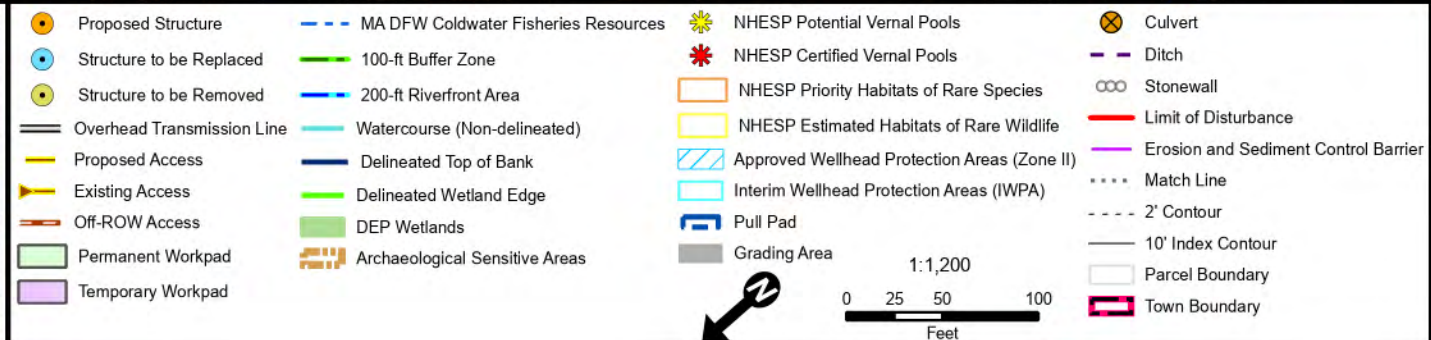 Proposed Structure
Structure to be Replaced
Structure to be Removed
Overhead Transmission Line
Proposed Access
Existing Access
Off-ROW Access
Permanent Workpad
Temporary Workpad
MA DFW Coldwater Fisheries Resources
100-ft Buffer Zone
200-ft Riverfront Area
Watercourse (Non-delineated)
Delineated Top of Bank
Delineated Wetland Edge
DEP Wetlands
Archaeological Sensitive Areas
NHESP Potential Vernal Pools
NHESP Certified Vernal Pools
NHESP Priority Habitats of Rare Species
NHESP Estimated Habitats of Rare Wildlife
Approved Wellhead Protection Areas (Zone II)
Interim Wellhead Protection Areas (IWPA)
Pull Pad
Grading Area
N
1:1,200
0 25 50 100
Feet
Culvert
Ditch
Stonewall
Limit of Disturbance
Erosion and Sediment Control Barrier
Match Line
2' Contour
10' Index Contour
Parcel Boundary
Town Boundary